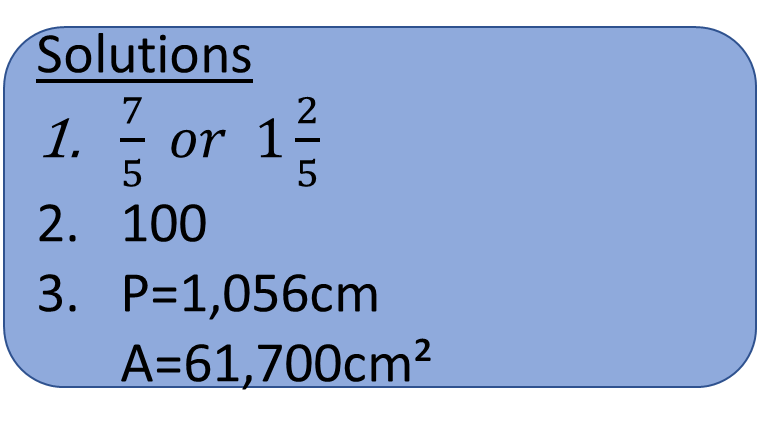 Solutions
1. 7/5 or 1 2/5
2. 100
3. P=1,056cm
A=61,700cm²